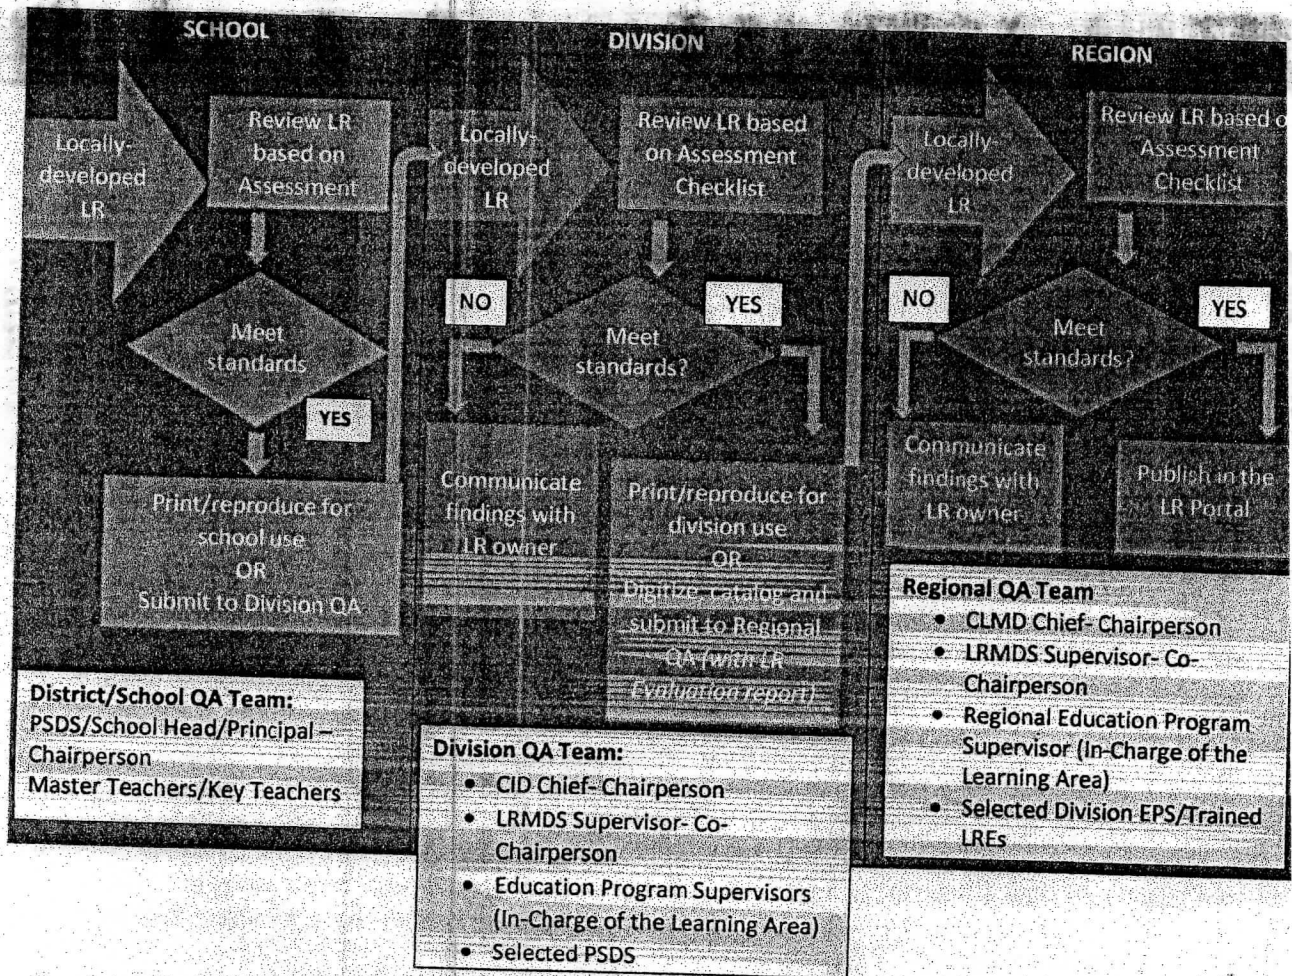 SCHOOL
Locally-
developed
LR
Review LR
based on
Assessment
Meet
standards
YES
Print/reproduce for
school use
OR
Submit to Division QA
District/School QA Team:
PSDS/School Head/Principal –
Chairperson
Master Teachers/Key Teachers
DIVISION
Locally-
developed
LR
Review LR based
on Assessment
Checklist
NO
YES
Meet
standards?
Communicate
findings with
LR owner
Print/reproduce for
division use
OR
Digitize catalog and
submit to Regional
QA (with LR
Evaluation report)
Division QA Team:
• CID Chief- Chairperson
• LRMDS Supervisor- Co-
Chairperson
• Education Program Supervisors
(In-Charge of the Learning Area)
• Selected PSDS
REGION
Locally-
developed
LR
Review LR based o
Assessment
Checklist
NO
YES
Meet
standards?
Communicate
findings with
LR owner
Publish in the
LR Portal
Regional QA Team
• CLMD Chief- Chairperson
• LRMDS Supervisor- Co-
Chairperson
• Regional Education Program
Supervisor (In-Charge of the
Learning Area)
• Selected Division EPS/Trained
LREs